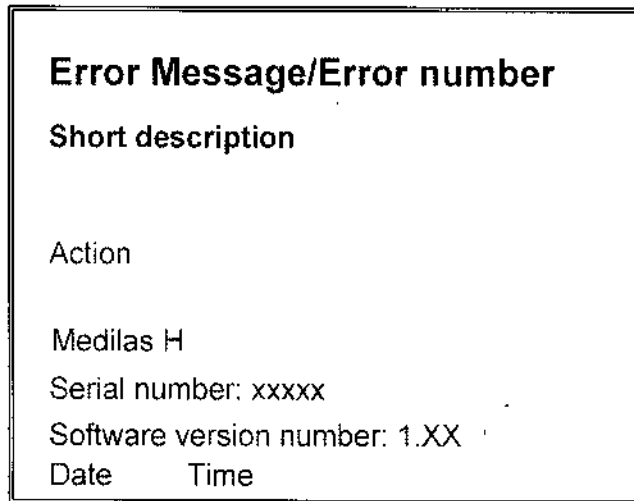 Error Message/Error number
Short description
Action
Medilas H
Serial number: xxxxx
Software version number: 1.XX
Date Time